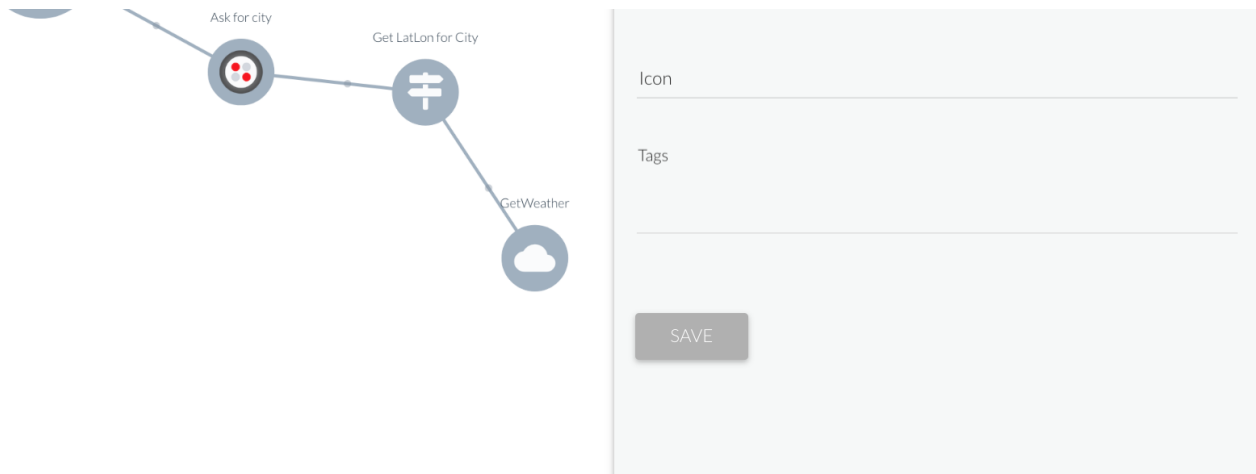 Ask for city
Get LatLon for City
GetWeather
Icon
Tags
SAVE